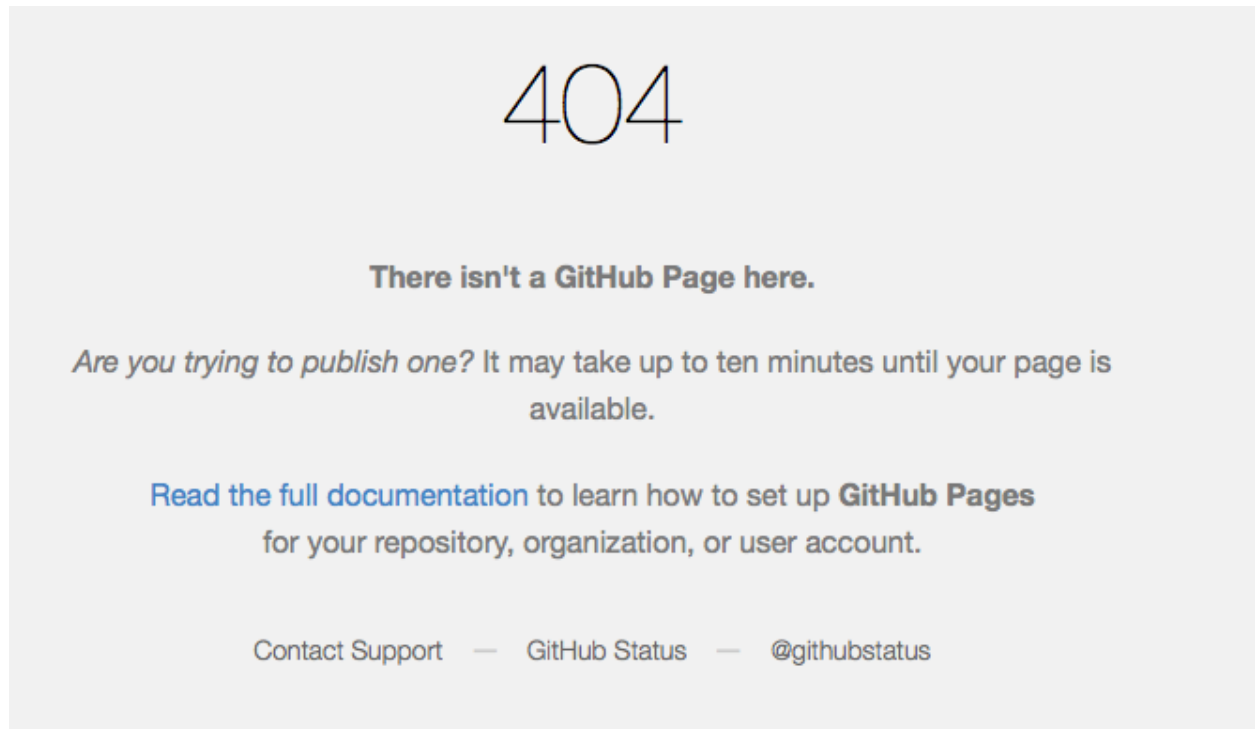 404
There isn't a GitHub Page here.
Are you trying to publish one? It may take up to ten minutes until your page is
available.
Read the full documentation to learn how to set up GitHub Pages
for your repository, organization, or user account.
Contact Support — GitHub Status — @githubstatus